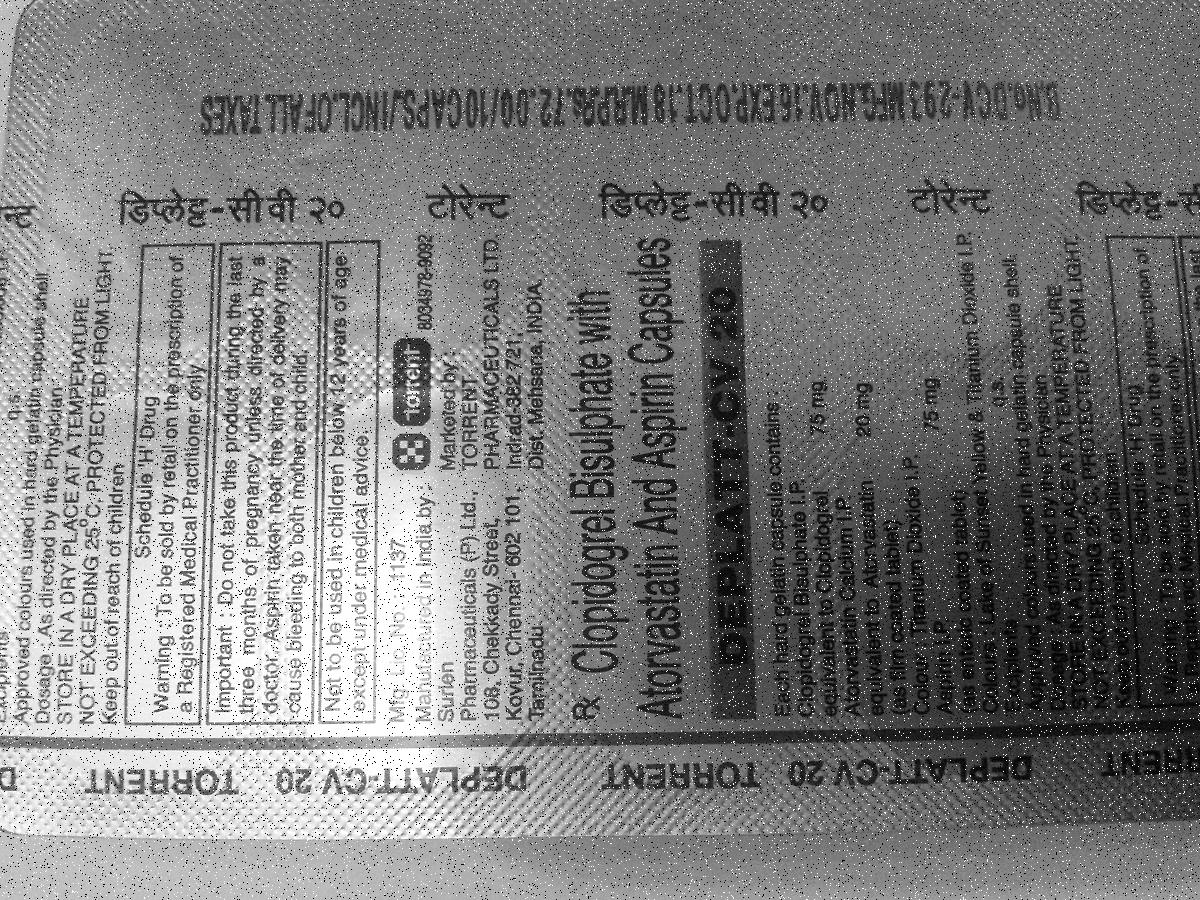 B.No.DCV-293 MFG.NOV.16 EXP.OCT.18 M.R.P.Rs.72.00/10 CAPS./INCL.OF ALL TAXES
डिप्लेट्ट-सीवी २०
टोरेन्ट
डिप्लेट्ट-सीवी २०
टोरेन्ट
Approved colours used in hard gelatin capsule shell
Dosage : As directed by the Physician.
STORE IN A DRY PLACE AT A TEMPERATURE
NOT EXCEEDING 25°C, PROTECTED FROM LIGHT.
Keep out of reach of children
Schedule 'H' Drug
Warning : To be sold by retail on the prescription of
a Registered Medical Practitioner only.
Important : Do not take this product during the last
three months of pregnancy unless directed by a
doctor. Aspirin taken near the time of delivery may
cause bleeding to both mother and child.
Not to be used in children below 12 years of age
except under medical advice.
Mfg. Lic. No. : 1137
torrent
8034978-9092
Manufactured in India by :
Surien
Pharmaceuticals (P) Ltd.,
108, Chekkady Street,
Kovur, Chennai- 602 101,
Tamilnadu
Marketed by :
TORRENT
PHARMACEUTICALS LTD.
Indrad-382 721,
Dist. Mehsana, INDIA.
Rx Clopidogrel Bisulphate with
Atorvastatin And Aspirin Capsules
DEPLATT-CV 20
Each hard gelatin capsule contains :
Clopidogrel Bisulphate I.P.
equivalent to Clopidogrel 75 mg
Atorvastatin Calcium I.P.
equivalent to Atorvastatin 20 mg
(as film coated tablet)
Colour : Titanium Dioxide I.P.
Aspirin I.P. 75 mg
(as enteric coated tablet)
Colours : Lake of Sunset Yellow & Titanium Dioxide I.P.
Excipients q.s.
Approved colours used in hard gelatin capsule shell.
Dosage : As directed by the Physician
STORE IN A DRY PLACE AT A TEMPERATURE
NOT EXCEEDING 25°C, PROTECTED FROM LIGHT.
Keep out of reach of children
Schedule 'H' Drug
Warning : To be sold by retail on the prescription of
a Registered Medical Practitioner only.
TORRENT DEPLATT-CV 20
TORRENT DEPLATT-CV 20